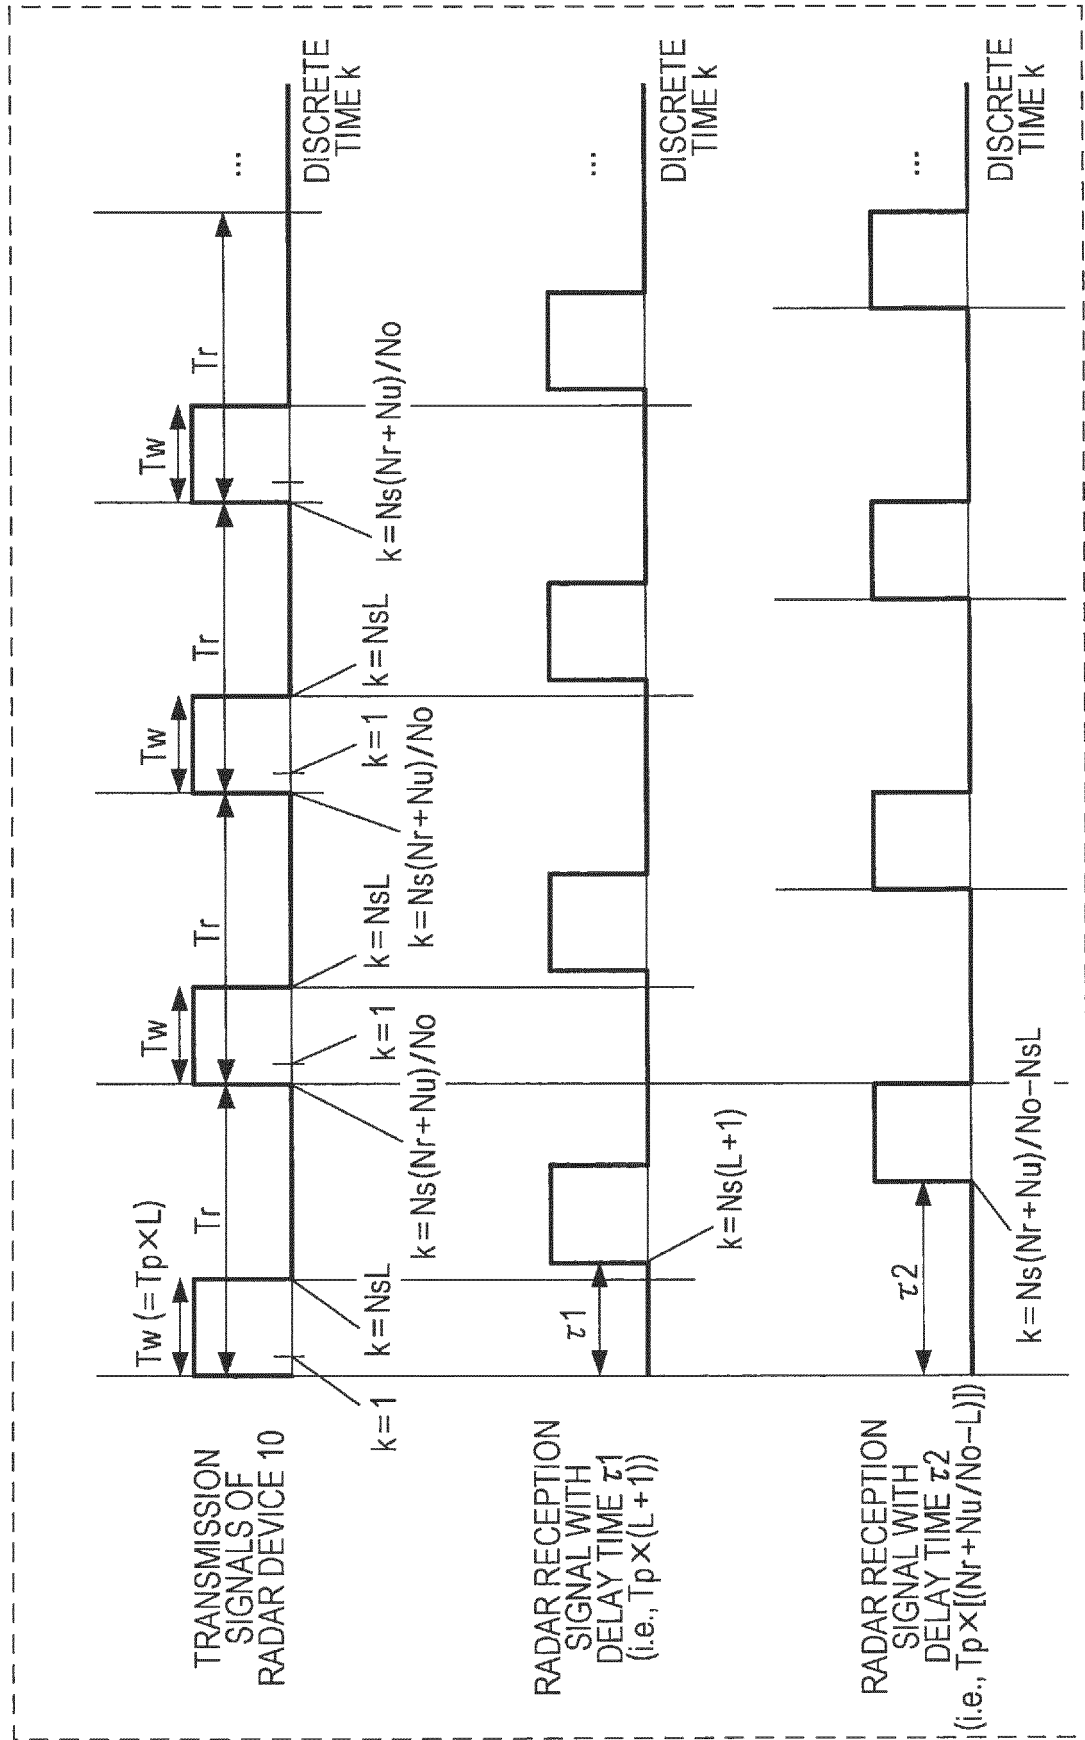 TRANSMISSION
SIGNALS OF
RADAR DEVICE 10
Tw (=Tp×L)
Tw
Tw
Tw
Tr
Tr
Tr
Tr
...
k=1
k=NsL
k=Ns(Nr+Nu)/No
k=1
k=NsL
k=Ns(Nr+Nu)/No
k=1
k=NsL
k=Ns(Nr+Nu)/No
DISCRETE
TIME k
RADAR RECEPTION
SIGNAL WITH
DELAY TIME τ1
(i.e., Tp×(L+1))
τ1
k=Ns(L+1)
...
DISCRETE
TIME k
RADAR RECEPTION
SIGNAL WITH
DELAY TIME τ2
(i.e., Tp×[(Nr+Nu/No-L)])
τ2
k=Ns(Nr+Nu)/No-NsL
...
DISCRETE
TIME k